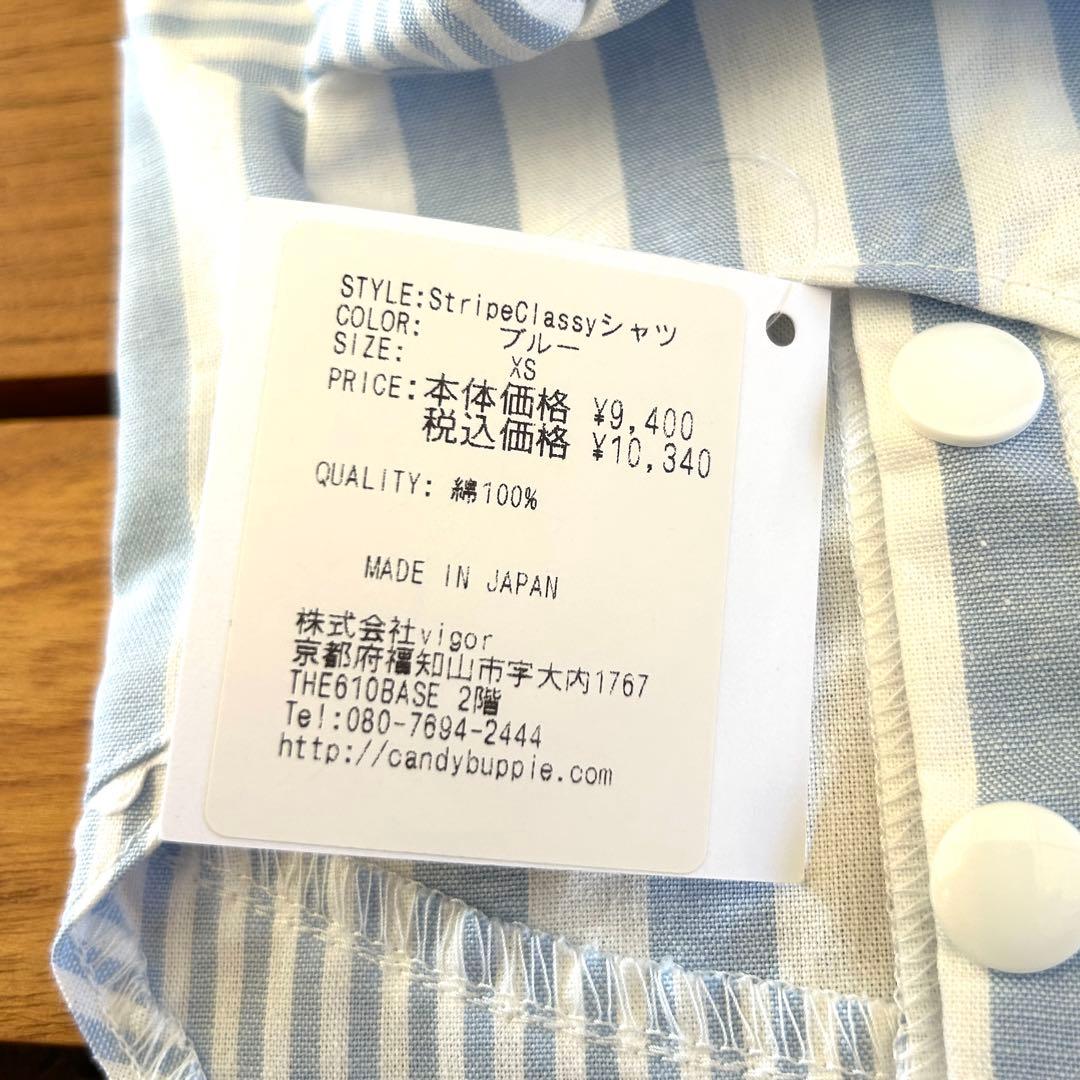 STYLE:StripeClassyシャツ
COLOR: ブルー
SIZE: XS
PRICE:本体価格 ¥9,400
税込価格 ¥10,340
QUALITY: 綿100%
MADE IN JAPAN
株式会社vigor
京都府福知山市字大内1767
THE610BASE 2階
Tel:080-7694-2444
http://candybuppie.com